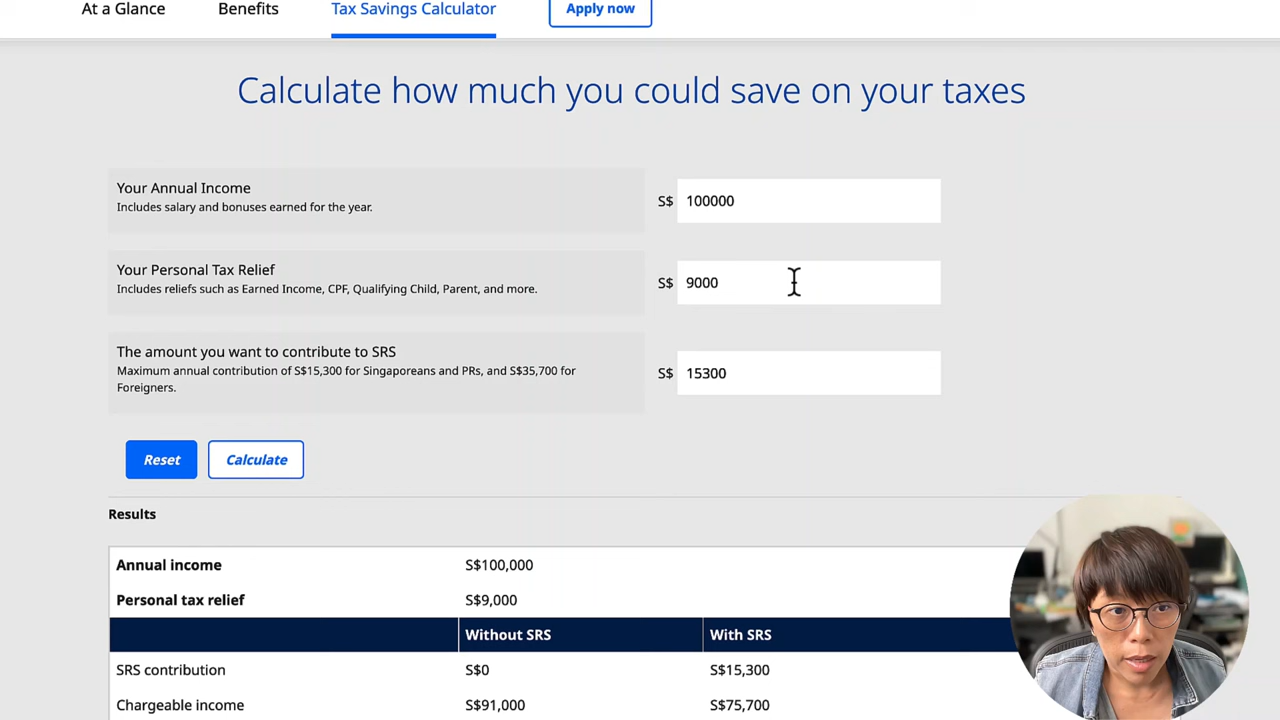 At a Glance Benefits Tax Savings Calculator Apply now
Calculate how much you could save on your taxes
Your Annual Income
Includes salary and bonuses earned for the year.
S$ 100000
Your Personal Tax Relief
Includes reliefs such as Earned Income, CPF, Qualifying Child, Parent, and more.
S$ 9000
The amount you want to contribute to SRS
Maximum annual contribution of S$15,300 for Singaporeans and PRs, and S$35,700 for
Foreigners.
S$ 15300
Reset Calculate
Results
Annual income S$100,000
Personal tax relief S$9,000
Without SRS With SRS
SRS contribution S$0 S$15,300
Chargeable income S$91,000 S$75,700